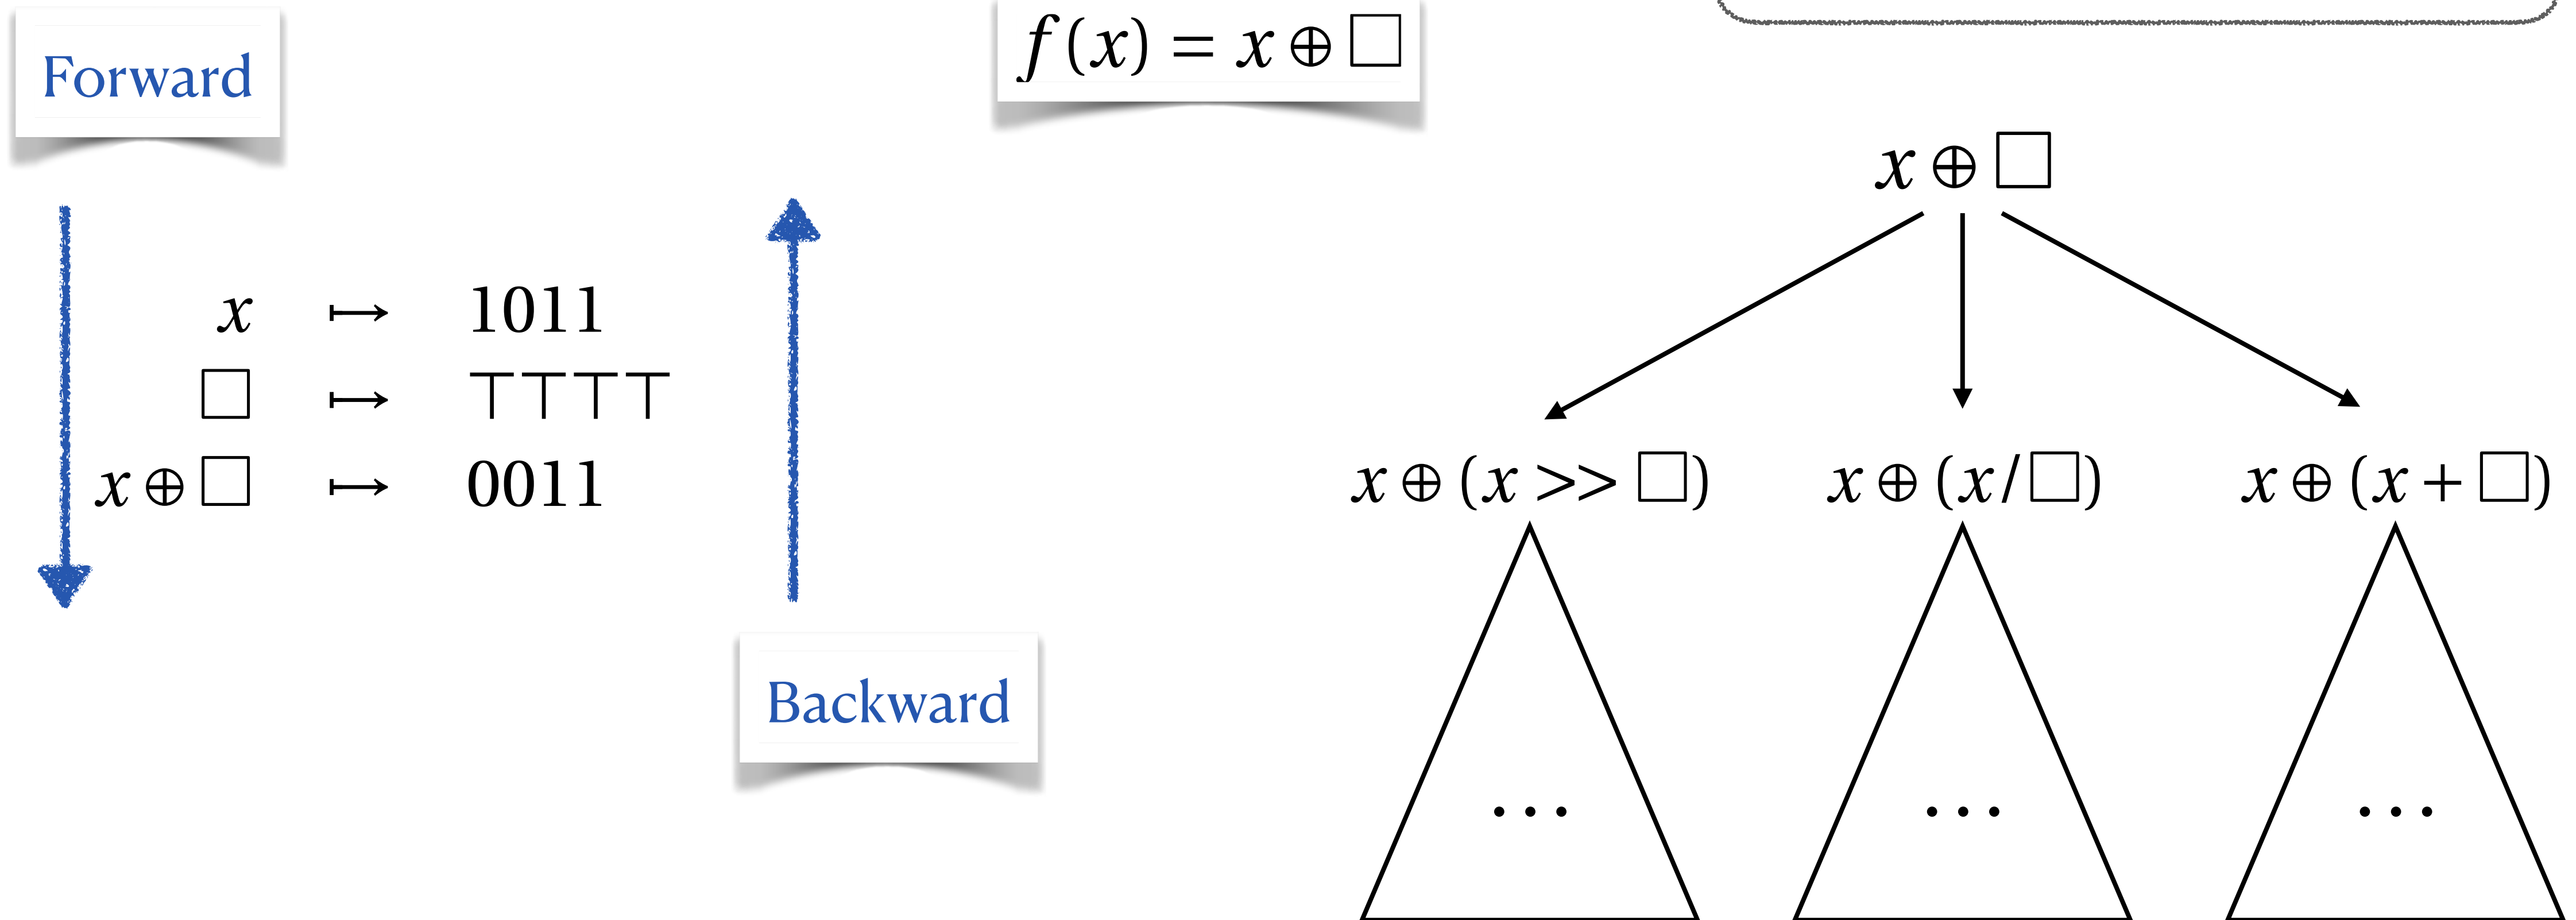 Forward
f(x) = x ⊕ □
x ⊕ □
x ↦ 1011
□ ↦ ⊤⊤⊤⊤
x ⊕ □ ↦ 0011
x ⊕ (x >> □)
x ⊕ (x/□)
x ⊕ (x + □)
Backward
...
...
...